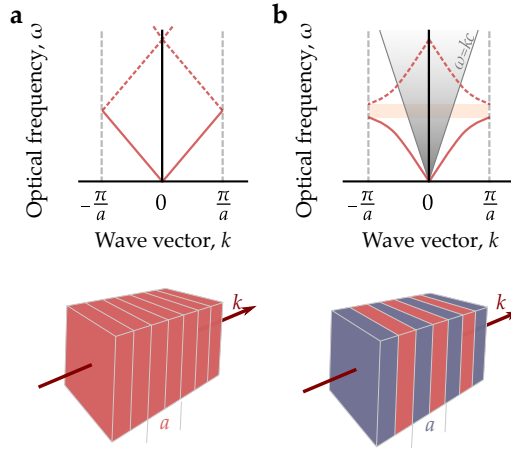 a
Optical frequency, ω
−π/a
0
π/a
Wave vector, k
k
a
b
Optical frequency, ω
ω=kc
−π/a
0
π/a
Wave vector, k
k
a